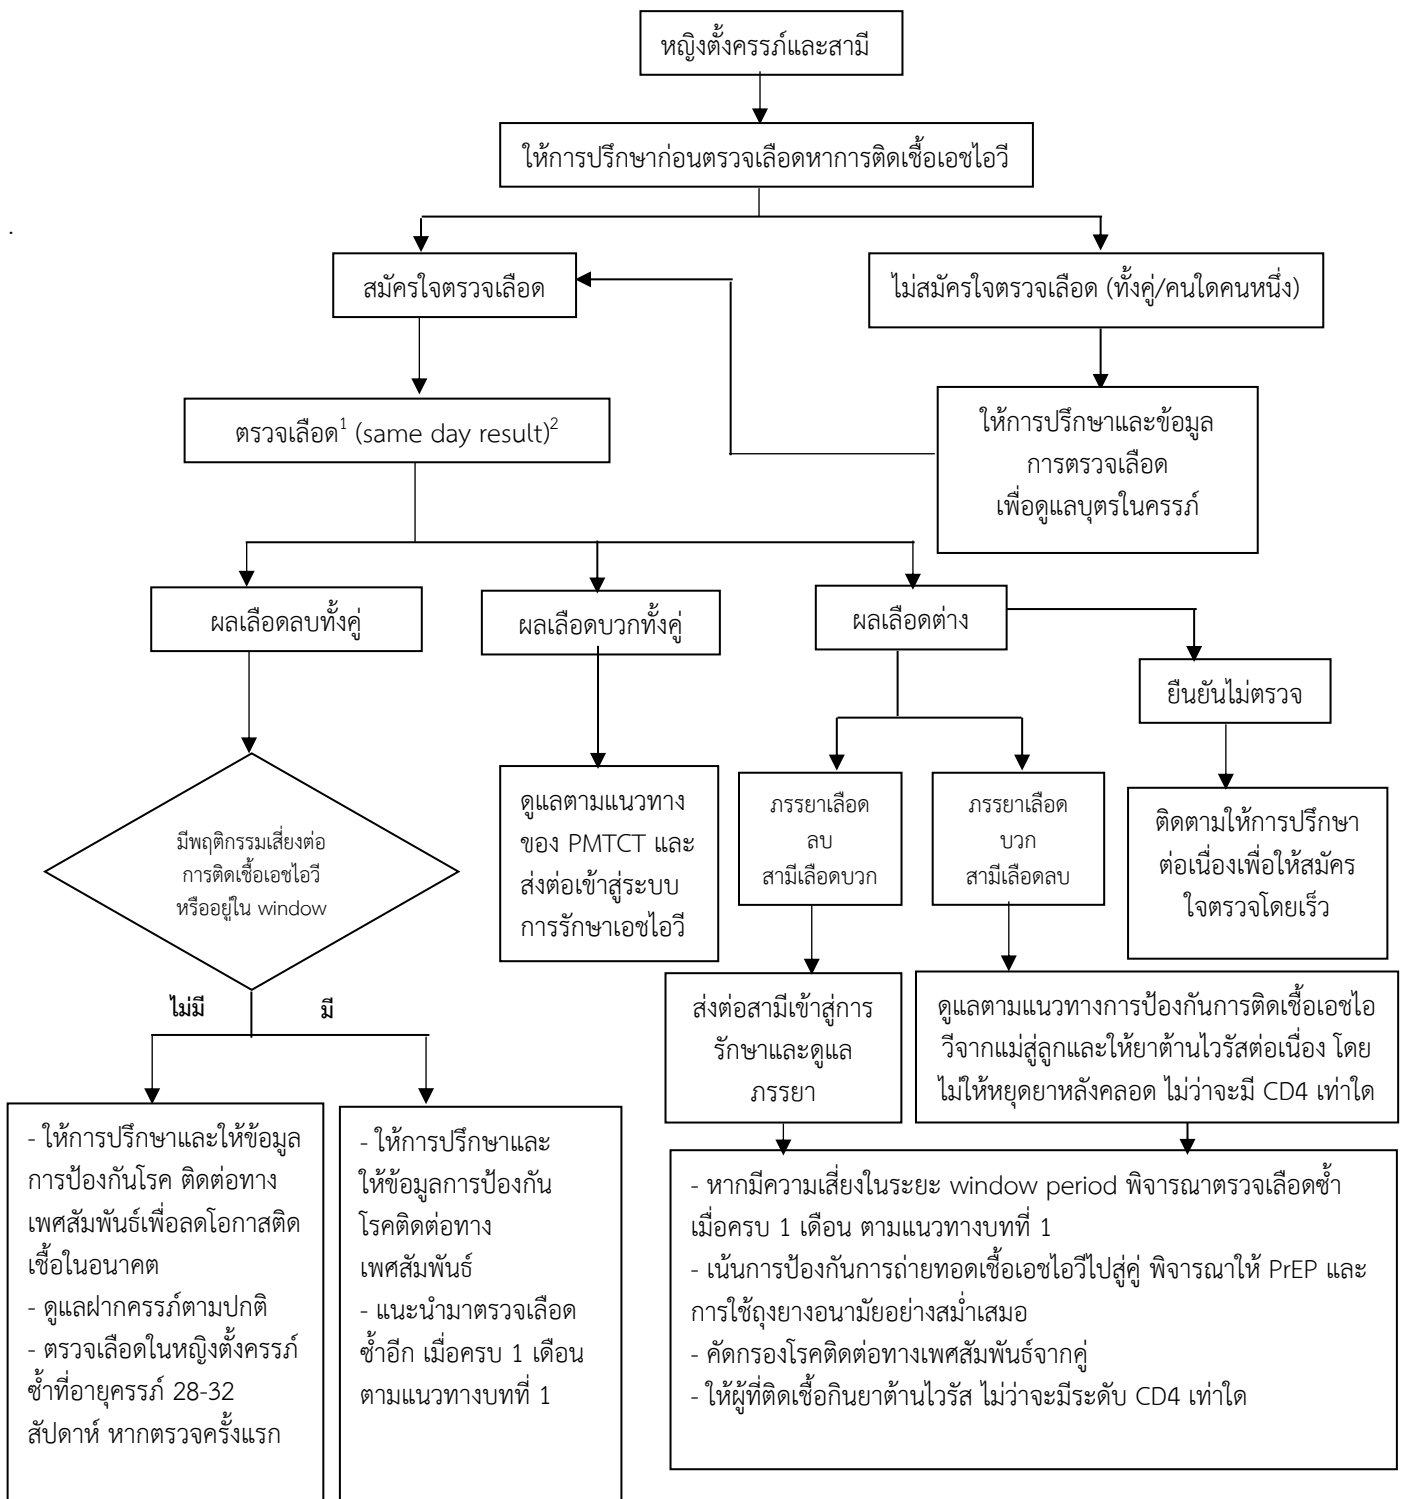 หญิงตั้งครรภ์และสามี
ให้การปรึกษาก่อนตรวจเลือดหาการติดเชื้อเอชไอวี
.
สมัครใจตรวจเลือด
ไม่สมัครใจตรวจเลือด (ทั้งคู่/คนใดคนหนึ่ง)
ตรวจเลือด1 (same day result)2
ให้การปรึกษาและข้อมูล
การตรวจเลือด
เพื่อดูแลบุตรในครรภ์
ผลเลือดลบทั้งคู่
ผลเลือดบวกทั้งคู่
ผลเลือดต่าง
ยืนยันไม่ตรวจ
มีพฤติกรรมเสี่ยงต่อ
การติดเชื้อเอชไอวี
หรืออยู่ใน window
ดูแลตามแนวทาง
ของ PMTCT และ
ส่งต่อเข้าสู่ระบบ
การรักษาเอชไอวี
ภรรยาเลือด
ลบ
สามีเลือดบวก
ภรรยาเลือด
บวก
สามีเลือดลบ
ติดตามให้การปรึกษา
ต่อเนื่องเพื่อให้สมัคร
ใจตรวจโดยเร็ว
ไม่มี
มี
ส่งต่อสามีเข้าสู่การ
รักษาและดูแล
ภรรยา
ดูแลตามแนวทางการป้องกันการติดเชื้อเอชไอ
วีจากแม่สู่ลูกและให้ยาต้านไวรัสต่อเนื่อง โดย
ไม่ให้หยุดยาหลังคลอด ไม่ว่าจะมี CD4 เท่าใด
- ให้การปรึกษาและให้ข้อมูล
การป้องกันโรค ติดต่อทาง
เพศสัมพันธ์เพื่อลดโอกาสติด
เชื้อในอนาคต
- ดูแลฝากครรภ์ตามปกติ
- ตรวจเลือดในหญิงตั้งครรภ์
ซ้ำที่อายุครรภ์ 28-32
สัปดาห์ หากตรวจครั้งแรก
- ให้การปรึกษาและ
ให้ข้อมูลการป้องกัน
โรคติดต่อทาง
เพศสัมพันธ์
- แนะนำมาตรวจเลือด
ซ้ำอีก เมื่อครบ 1 เดือน
ตามแนวทางบทที่ 1
- หากมีความเสี่ยงในระยะ window period พิจารณาตรวจเลือดซ้ำ
เมื่อครบ 1 เดือน ตามแนวทางบทที่ 1
- เน้นการป้องกันการถ่ายทอดเชื้อเอชไอวีไปสู่คู่ พิจารณาให้ PrEP และ
การใช้ถุงยางอนามัยอย่างสม่ำเสมอ
- คัดกรองโรคติดต่อทางเพศสัมพันธ์จากคู่
- ให้ผู้ที่ติดเชื้อกินยาต้านไวรัส ไม่ว่าจะมีระดับ CD4 เท่าใด